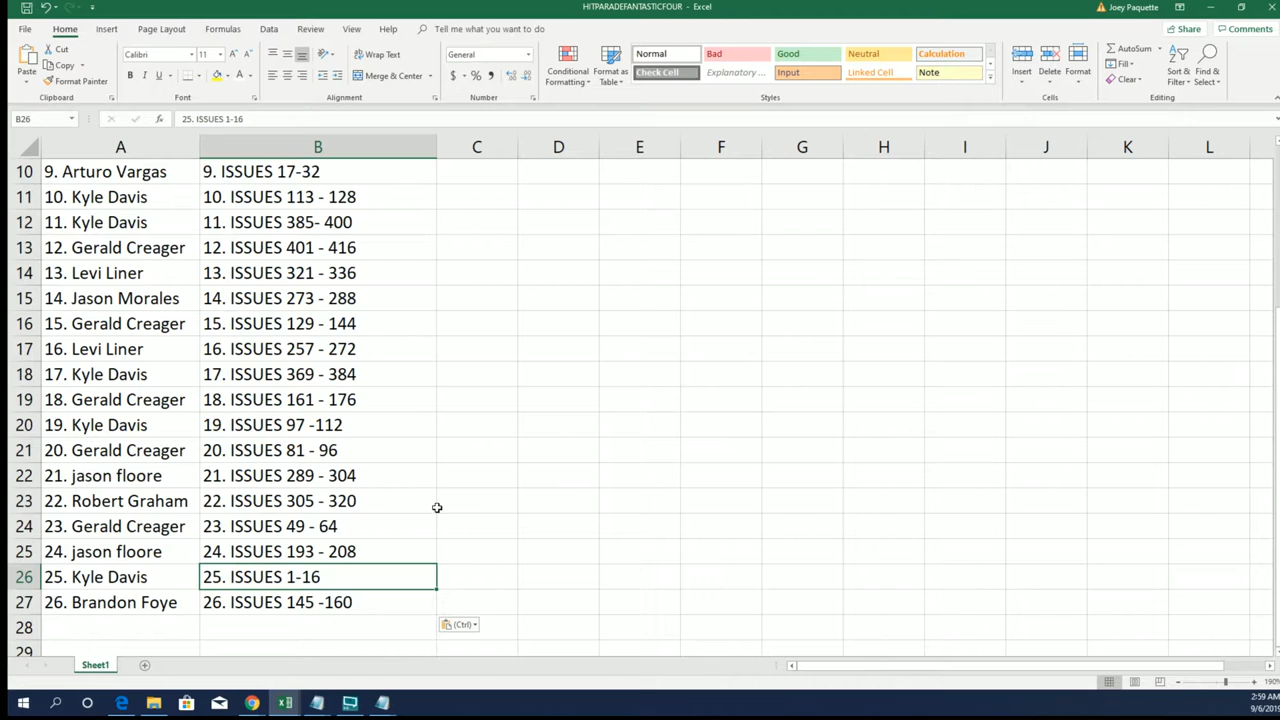 HITPARADEFANTASTICFOUR - Excel
Joey Paquette
File Home Insert Page Layout Formulas Data Review View Help Tell me what you want to do
Share Comments
Paste
Cut
Copy
Format Painter
Clipboard
Calibri 11
B I U
Font
Wrap Text
Merge & Center
Alignment
General
$ % ,
Number
Conditional Formatting
Format as Table
Normal Bad Good Neutral Calculation
Check Cell Explanatory ... Input Linked Cell Note
Styles
Insert Delete Format
Cells
AutoSum
Fill
Clear
Sort & Filter
Find & Select
Editing
B26 fx 25. ISSUES 1-16
A B C D E F G H I J K L
10 9. Arturo Vargas 9. ISSUES 17-32
11 10. Kyle Davis 10. ISSUES 113 - 128
12 11. Kyle Davis 11. ISSUES 385- 400
13 12. Gerald Creager 12. ISSUES 401 - 416
14 13. Levi Liner 13. ISSUES 321 - 336
15 14. Jason Morales 14. ISSUES 273 - 288
16 15. Gerald Creager 15. ISSUES 129 - 144
17 16. Levi Liner 16. ISSUES 257 - 272
18 17. Kyle Davis 17. ISSUES 369 - 384
19 18. Gerald Creager 18. ISSUES 161 - 176
20 19. Kyle Davis 19. ISSUES 97 -112
21 20. Gerald Creager 20. ISSUES 81 - 96
22 21. jason floore 21. ISSUES 289 - 304
23 22. Robert Graham 22. ISSUES 305 - 320
24 23. Gerald Creager 23. ISSUES 49 - 64
25 24. jason floore 24. ISSUES 193 - 208
26 25. Kyle Davis 25. ISSUES 1-16
27 26. Brandon Foye 26. ISSUES 145 -160
28
(Ctrl)
29
Sheet1
190%
2:59 AM